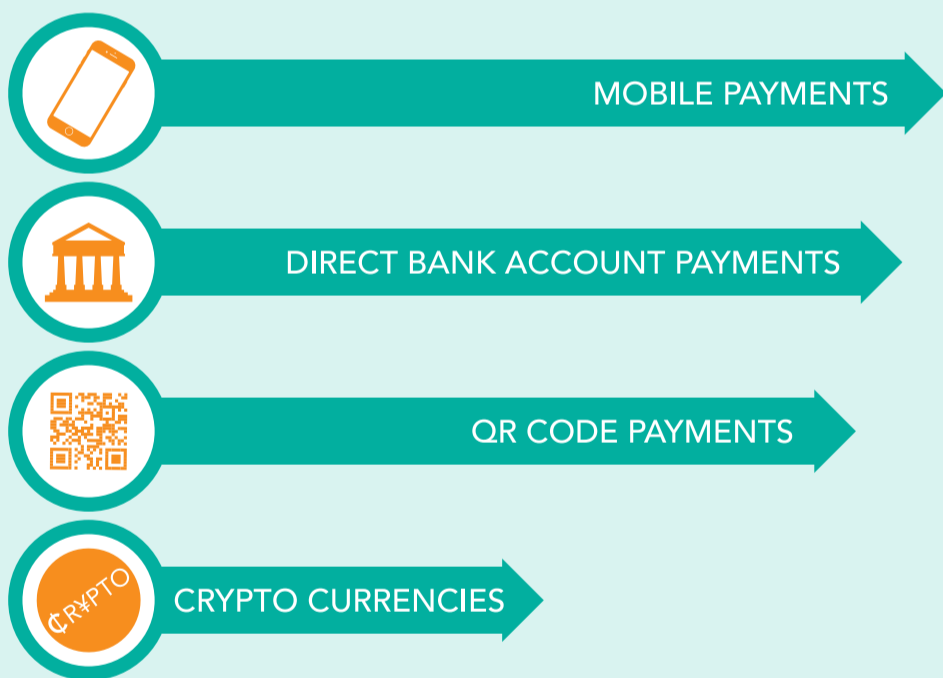 MOBILE PAYMENTS
DIRECT BANK ACCOUNT PAYMENTS
QR CODE PAYMENTS
₵R¥PTO
CRYPTO CURRENCIES